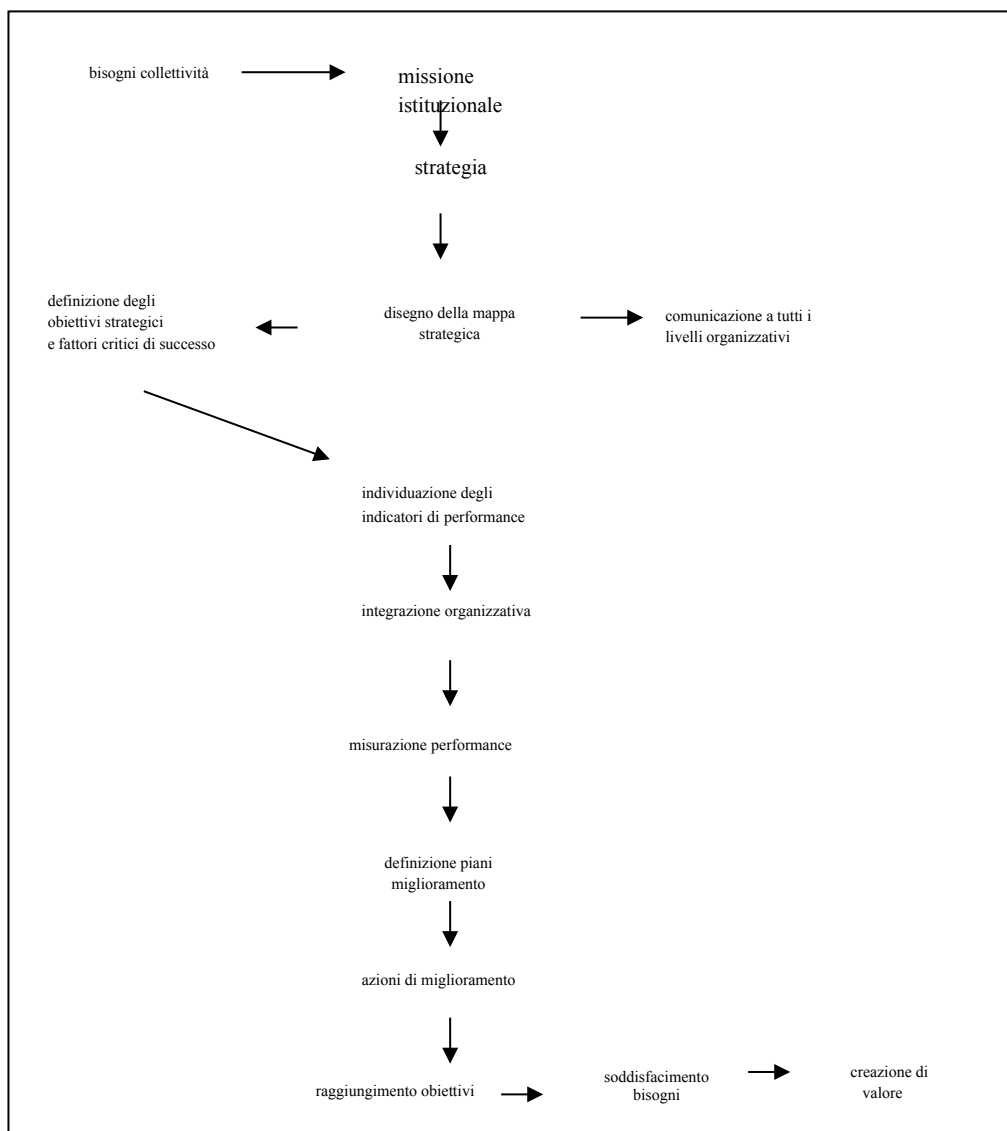 bisogni collettività
missione
istituzionale
strategia
definizione degli
obiettivi strategici
e fattori critici di successo
disegno della mappa
strategica
comunicazione a tutti i
livelli organizzativi
individuazione degli
indicatori di performance
integrazione organizzativa
misurazione performance
definizione piani
miglioramento
azioni di miglioramento
raggiungimento obiettivi
soddisfacimento
bisogni
creazione di
valore